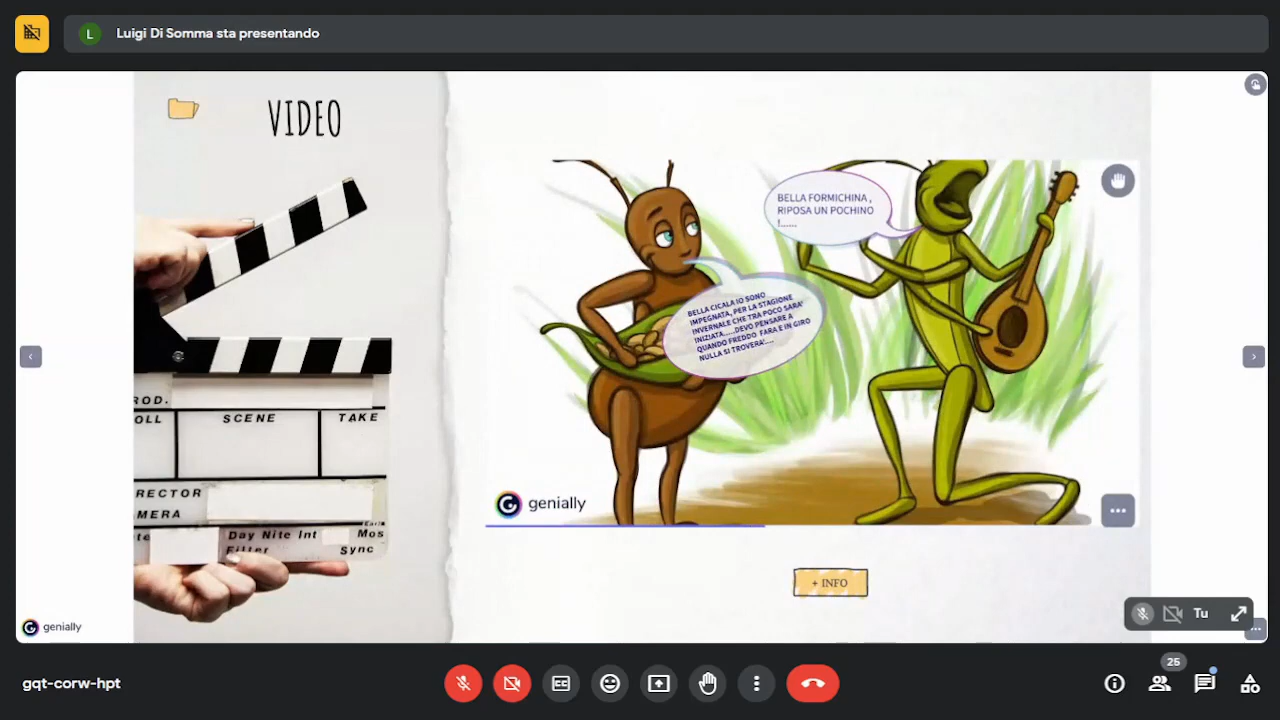 L
Luigi Di Somma sta presentando
VIDEO
BELLA FORMICHINA ,
RIPOSA UN POCHINO
!......
BELLA CICALA IO SONO
IMPEGNATA, PER LA STAGIONE
INVERNALE CHE TRA POCO SARA'
INIZIATA.....DEVO PENSARE A
QUANDO FREDDO FARA E IN GIRO
NULLA SI TROVERA'....
ROD.
OLL
SCENE
TAKE
RECTOR
MERA
Day Nite Int
Mos
Filter
Sync
genially
+ INFO
genially
Tu
gqt-corw-hpt
25